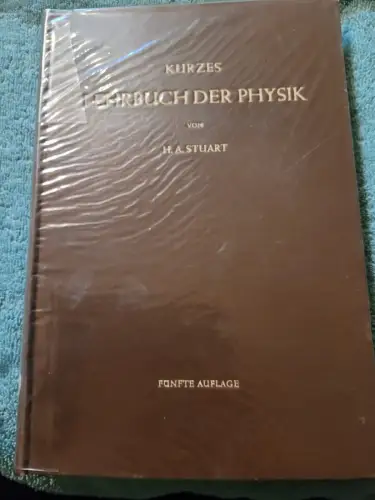 KURZES
LEHRBUCH DER PHYSIK
VON
H. A. STUART
FÜNFTE AUFLAGE